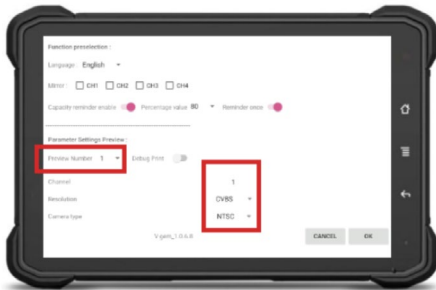 Function preselection :
Language : English
Mirror : CH1 CH2 CH3 CH4
Capacity reminder enable Percentage value 80 Reminder once
Parameter Settings Preview :
Preview Number 1 Debug Print
Channel 1
Resolution CVBS
Camera type NTSC
CANCEL OK